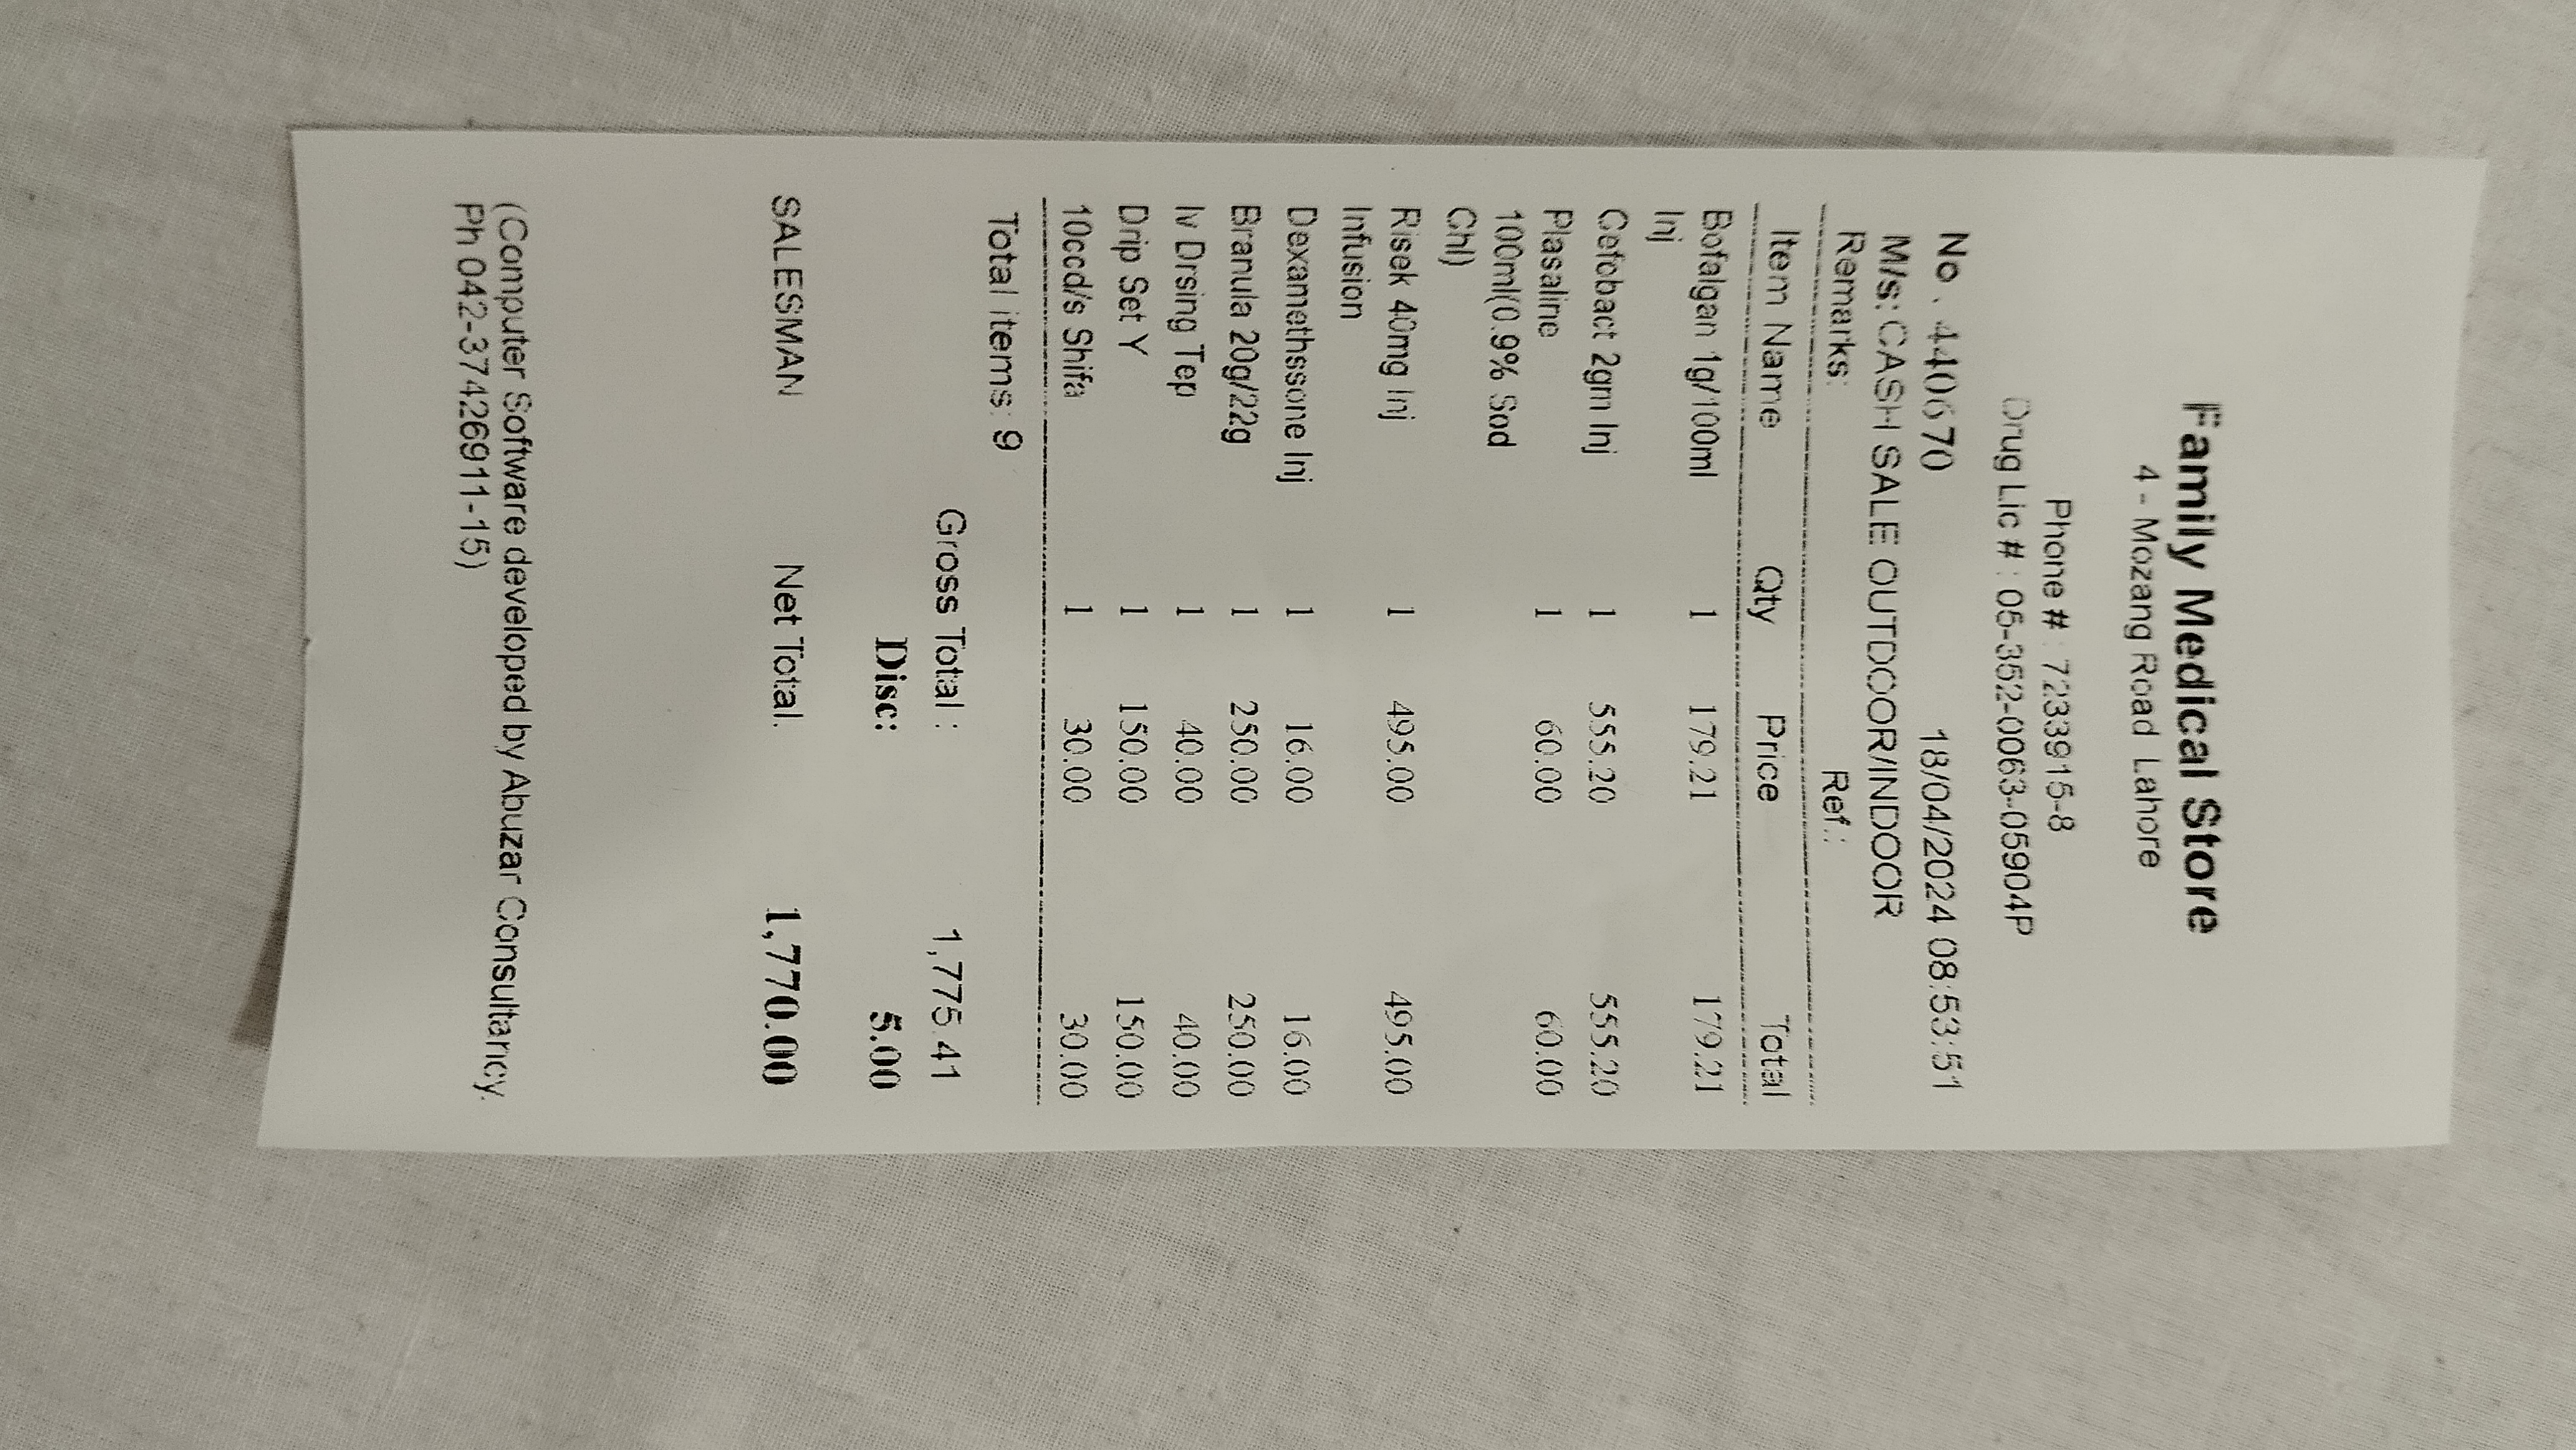 Family Medical Store
4 - Mozang Road Lahore
Phone # : 7233915-8
Drug Lic # : 05-352-0063-05904P
No . 440670 18/04/2024 08:53:51
M/s: CASH SALE OUTDOOR/INDOOR
Remarks: Ref.:
Item Name Qty Price Total
Bofalgan 1g/100ml 1 179.21 179.21
Inj
Cefobact 2gm Inj 1 555.20 555.20
Plasaline 1 60.00 60.00
100ml(0.9% Sod
Chl)
Risek 40mg Inj 1 495.00 495.00
Infusion
Dexamethssone Inj 1 16.00 16.00
Branula 20g/22g 1 250.00 250.00
Iv Drsing Tep 1 40.00 40.00
Drip Set Y 1 150.00 150.00
10ccd/s Shifa 1 30.00 30.00
Total items: 9
Gross Total : 1,775.41
Disc: 5.00
SALESMAN Net Total: 1,770.00
(Computer Software developed by Abuzar Consultancy.
Ph 042-37426911-15)